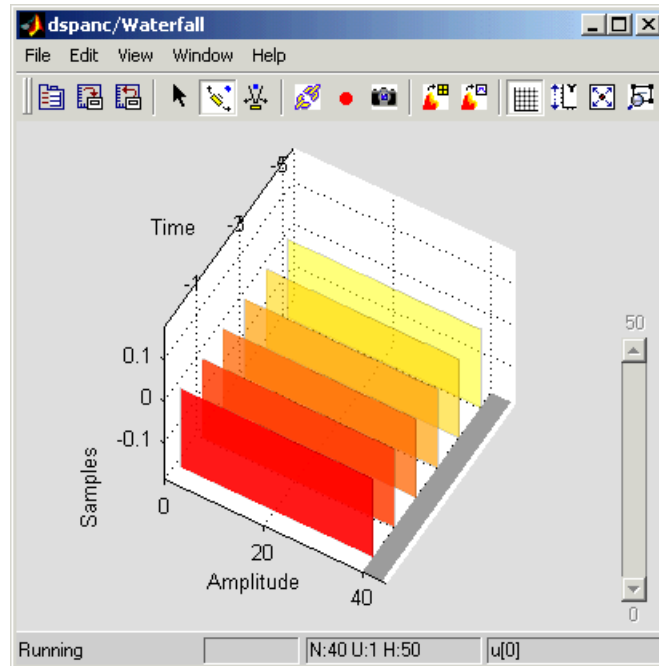 dspanc/Waterfall
File Edit View Window Help
-5
Time
-3
-1
50
0.1
0
-0.1
Samples
0
20
40
Amplitude
0
Running N:40 U:1 H:50 u[0]